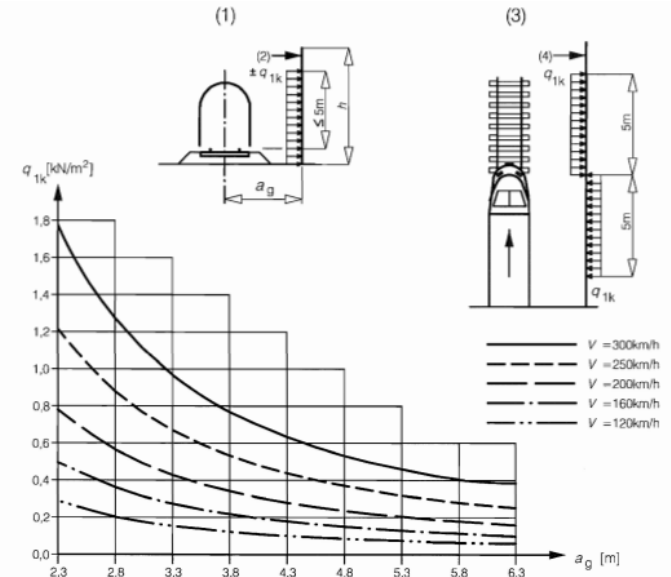 (1)
(3)
(2)
± q1k
≤ 5m
h
ag
(4)
q1k
5m
5m
q1k
q1k [kN/m²]
1,8
1,6
1,4
1,2
1,0
0,8
0,6
0,4
0,2
0,0
2.3 2.8 3.3 3.8 4.3 4.8 5.3 5.8 6.3
ag [m]
V =300km/h
V =250km/h
V =200km/h
V =160km/h
V =120km/h